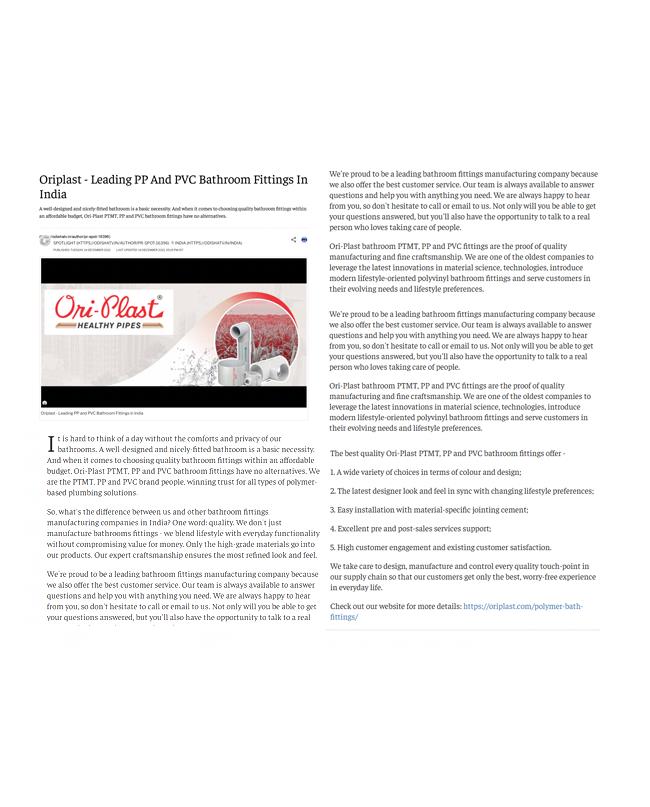 Oriplast - Leading PP And PVC Bathroom Fittings In
India
A well-designed and nicely-fitted bathroom is a basic necessity. And when it comes to choosing quality bathroom fittings within
an affordable budget, Ori-Plast PTMT, PP and PVC bathroom fittings have no alternatives.
SPOTLIGHT (HTTPS://ODISHATV.IN/AUTHOR/PR-SPOT-16396) INDIA (HTTPS://ODISHATV.IN/INDIA)
Ori-Plast
HEALTHY PIPES
Oriplast - Leading PP and PVC Bathroom Fittings in India
It is hard to think of a day without the comforts and privacy of our
bathrooms. A well-designed and nicely-fitted bathroom is a basic necessity.
And when it comes to choosing quality bathroom fittings within an affordable
budget, Ori-Plast PTMT, PP and PVC bathroom fittings have no alternatives. We
are the PTMT, PP and PVC brand people, winning trust for all types of polymer-
based plumbing solutions.
So, what's the difference between us and other bathroom fittings
manufacturing companies in India? One word: quality. We don't just
manufacture bathrooms fittings - we blend lifestyle with everyday functionality
without compromising value for money. Only the high-grade materials go into
our products. Our expert craftsmanship ensures the most refined look and feel.
We're proud to be a leading bathroom fittings manufacturing company because
we also offer the best customer service. Our team is always available to answer
questions and help you with anything you need. We are always happy to hear
from you, so don't hesitate to call or email to us. Not only will you be able to get
your questions answered, but you'll also have the opportunity to talk to a real
We're proud to be a leading bathroom fittings manufacturing company because
we also offer the best customer service. Our team is always available to answer
questions and help you with anything you need. We are always happy to hear
from you, so don't hesitate to call or email to us. Not only will you be able to get
your questions answered, but you'll also have the opportunity to talk to a real
person who loves taking care of people.
Ori-Plast bathroom PTMT, PP and PVC fittings are the proof of quality
manufacturing and fine craftsmanship. We are one of the oldest companies to
leverage the latest innovations in material science, technologies, introduce
modern lifestyle-oriented polyvinyl bathroom fittings and serve customers in
their evolving needs and lifestyle preferences.
We're proud to be a leading bathroom fittings manufacturing company because
we also offer the best customer service. Our team is always available to answer
questions and help you with anything you need. We are always happy to hear
from you, so don't hesitate to call or email to us. Not only will you be able to get
your questions answered, but you'll also have the opportunity to talk to a real
person who loves taking care of people.
Ori-Plast bathroom PTMT, PP and PVC fittings are the proof of quality
manufacturing and fine craftsmanship. We are one of the oldest companies to
leverage the latest innovations in material science, technologies, introduce
modern lifestyle-oriented polyvinyl bathroom fittings and serve customers in
their evolving needs and lifestyle preferences.
The best quality Ori-Plast PTMT, PP and PVC bathroom fittings offer -
1. A wide variety of choices in terms of colour and design;
2. The latest designer look and feel in sync with changing lifestyle preferences;
3. Easy installation with material-specific jointing cement;
4. Excellent pre and post-sales services support;
5. High customer engagement and existing customer satisfaction.
We take care to design, manufacture and control every quality touch-point in
our supply chain so that our customers get only the best, worry-free experience
in everyday life.
Check out our website for more details: https://oriplast.com/polymer-bath-
fittings/